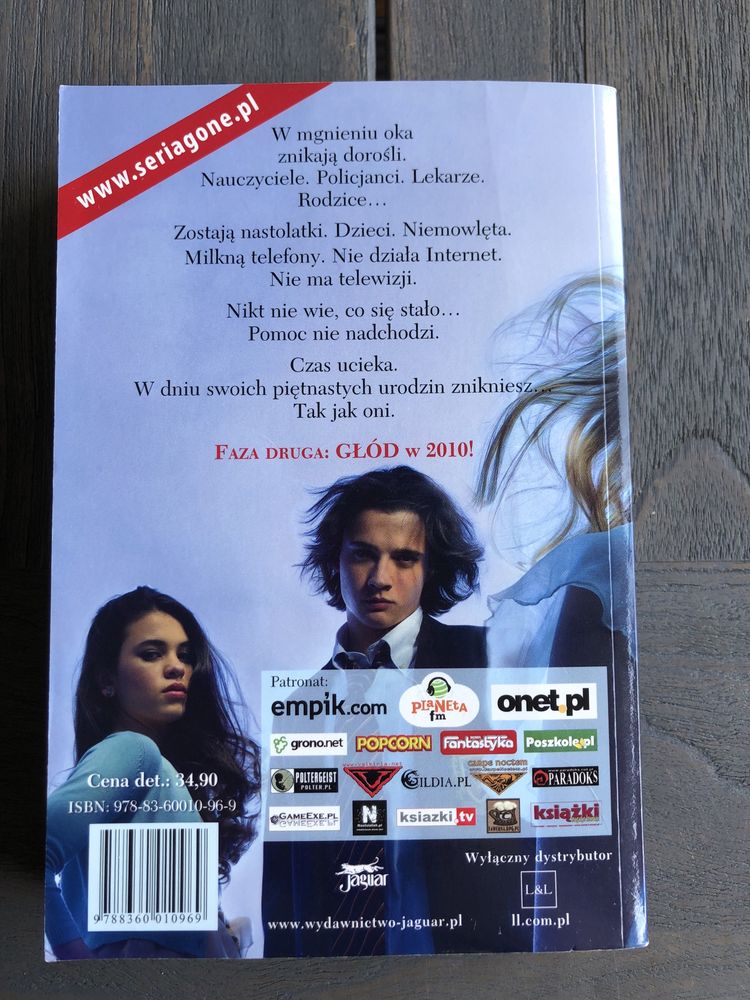 www.seriagone.pl
W mgnieniu oka
znikają dorośli.
Nauczyciele. Policjanci. Lekarze.
Rodzice...
Zostają nastolatki. Dzieci. Niemowlęta.
Milkną telefony. Nie działa Internet.
Nie ma telewizji.
Nikt nie wie, co się stało...
Pomoc nie nadchodzi.
Czas ucieka.
W dniu swoich piętnastych urodzin znikniesz...
Tak jak oni.
FAZA DRUGA: GŁÓD w 2010!
Patronat:
empik.com PLANETA fm onet.pl
grono.net POPCORN fantastyka Poszkole.pl
POLTERGEIST POLTER.PL GILDIA.PL CARPE NOCTEM PARADOKS
GAMEEXE.PL ksiazki.tv książki
Cena det.: 34,90
ISBN: 978-83-60010-96-9
9788360010969
Jaguar
www.wydawnictwo-jaguar.pl
Wyłączny dystrybutor
L&L
ll.com.pl